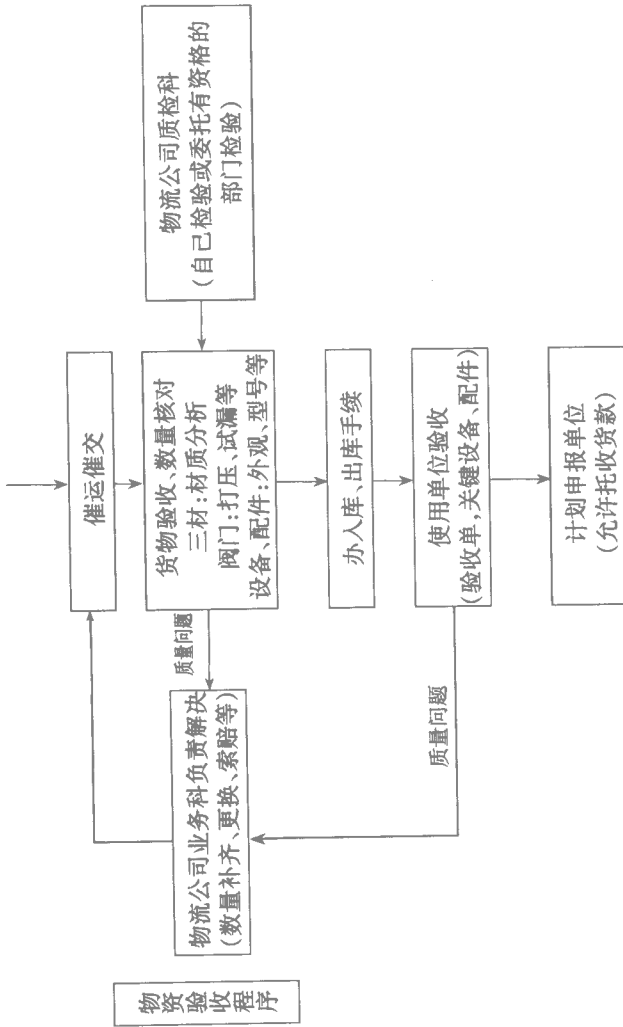 物资
验收
程序
催运催交
货物验收、数量核对
三材:材质分析
阀门:打压、试漏等
设备、配件:外观、型号等
物流公司质检科
(自己检验或委托有资格的
部门检验)
质量问题
物流公司业务科负责解决
(数量补齐、更换、索赔等)
办入库、出库手续
使用单位验收
(验收单,关键设备、配件)
质量问题
计划申报单位
(允许托收货款)